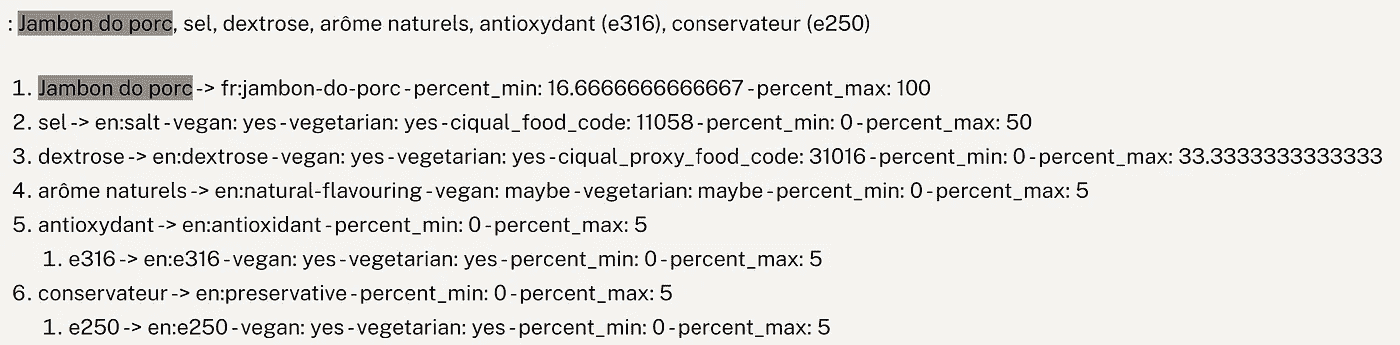 : Jambon do porc, sel, dextrose, arôme naturels, antioxydant (e316), conservateur (e250)
1. Jambon do porc -> fr:jambon-do-porc - percent_min: 16.6666666666667 - percent_max: 100
2. sel -> en:salt - vegan: yes - vegetarian: yes - ciqual_food_code: 11058 - percent_min: 0 - percent_max: 50
3. dextrose -> en:dextrose - vegan: yes - vegetarian: yes - ciqual_proxy_food_code: 31016 - percent_min: 0 - percent_max: 33.3333333333333
4. arôme naturels -> en:natural-flavouring - vegan: maybe - vegetarian: maybe - percent_min: 0 - percent_max: 5
5. antioxydant -> en:antioxidant - percent_min: 0 - percent_max: 5
1. e316 -> en:e316 - vegan: yes - vegetarian: yes - percent_min: 0 - percent_max: 5
6. conservateur -> en:preservative - percent_min: 0 - percent_max: 5
1. e250 -> en:e250 - vegan: yes - vegetarian: yes - percent_min: 0 - percent_max: 5